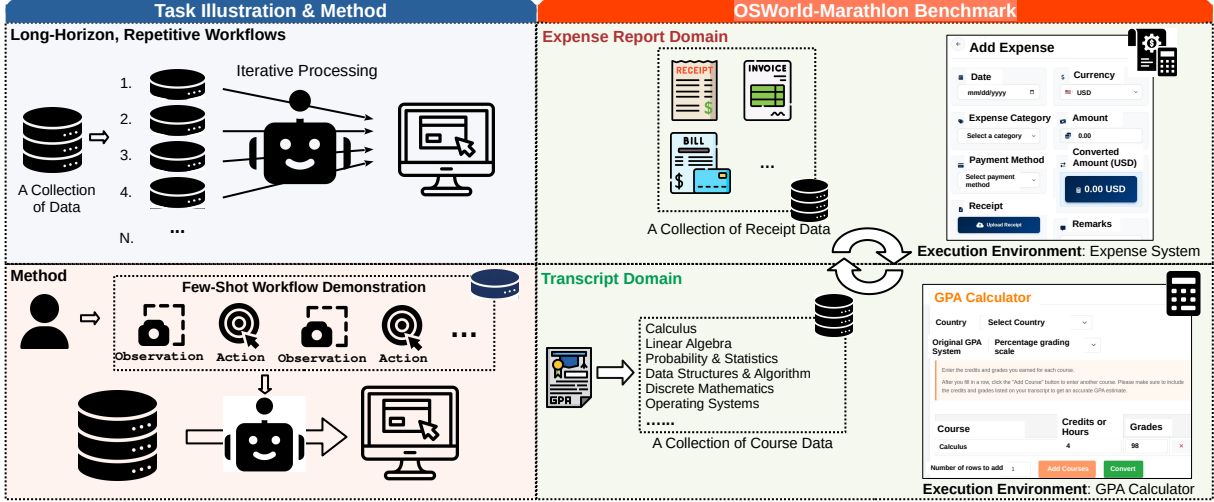 Task Illustration & Method
Long-Horizon, Repetitive Workflows
Iterative Processing
1.
2.
3.
4.
...
N.
A Collection
of Data
Method
Few-Shot Workflow Demonstration
Observation
Action
Observation
Action
...
OSWorld-Marathon Benchmark
Expense Report Domain
RECEIPT
$
INVOICE
BILL
$
...
A Collection of Receipt Data
Add Expense
Date
mm/dd/yyyy
Currency
USD
Expense Category
Select a category
Amount
0.00
Payment Method
Select payment
method
Converted
Amount (USD)
0.00 USD
Receipt
Upload Receipt
Remarks
Execution Environment: Expense System
Transcript Domain
GPA
Calculus
Linear Algebra
Probability & Statistics
Data Structures & Algorithm
Discrete Mathematics
Operating Systems
......
A Collection of Course Data
GPA Calculator
Country
Select Country
Original GPA
System
Percentage grading
scale
Enter the credits and grades you earned for each course.
After you fill in a row, click the "Add Course" button to enter another course. Please make sure to include
the credits and grades listed on your transcript to get an accurate GPA estimate.
Course
Credits or
Hours
Grades
Calculus
4
98
×
Number of rows to add
1
Add Courses
Convert
Execution Environment: GPA Calculator